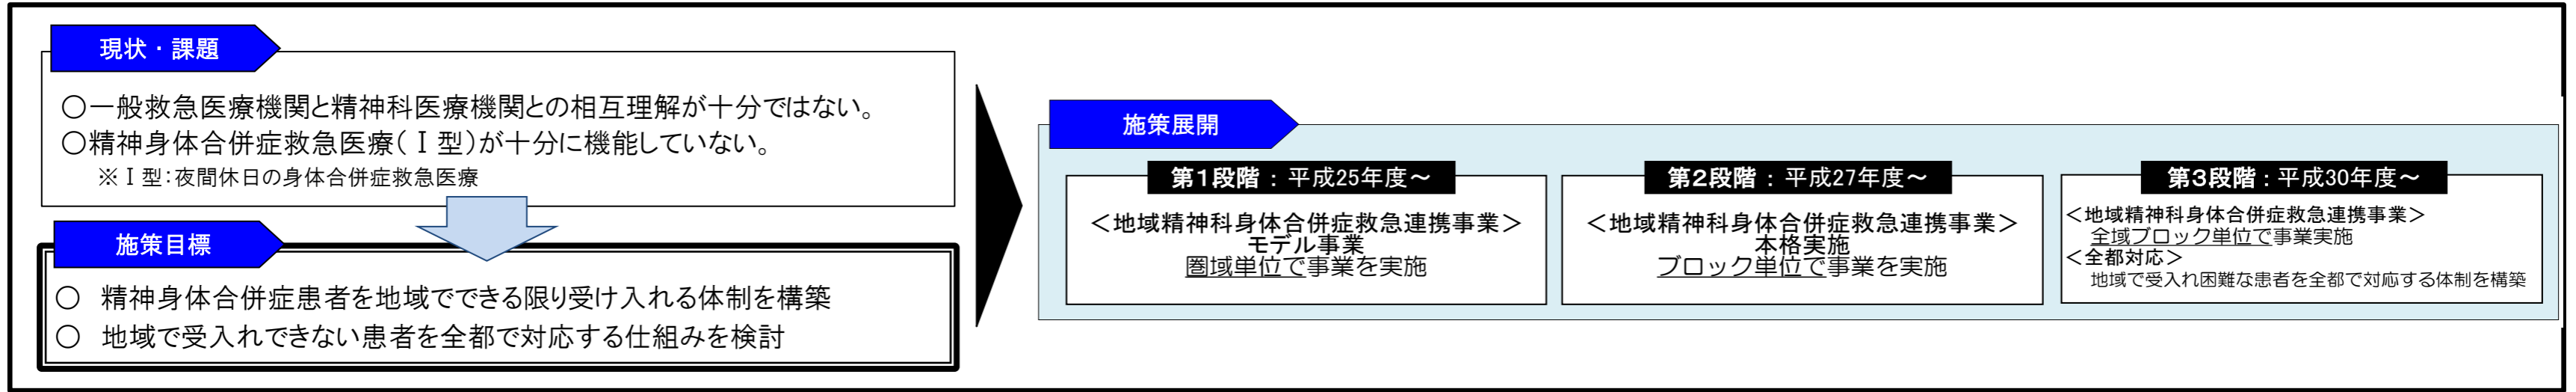 現状・課題
〇一般救急医療機関と精神科医療機関との相互理解が十分ではない。
〇精神身体合併症救急医療(Ⅰ型)が十分に機能していない。
※Ⅰ型:夜間休日の身体合併症救急医療
施策目標
〇 精神身体合併症患者を地域でできる限り受け入れる体制を構築
〇 地域で受入れできない患者を全都で対応する仕組みを検討
施策展開
第1段階：平成25年度～
＜地域精神科身体合併症救急連携事業＞
モデル事業
圏域単位で事業を実施
第2段階：平成27年度～
＜地域精神科身体合併症救急連携事業＞
本格実施
ブロック単位で事業を実施
第3段階：平成30年度～
＜地域精神科身体合併症救急連携事業＞
全域ブロック単位で事業実施
＜全都対応＞
地域で受入れ困難な患者を全都で対応する体制を構築